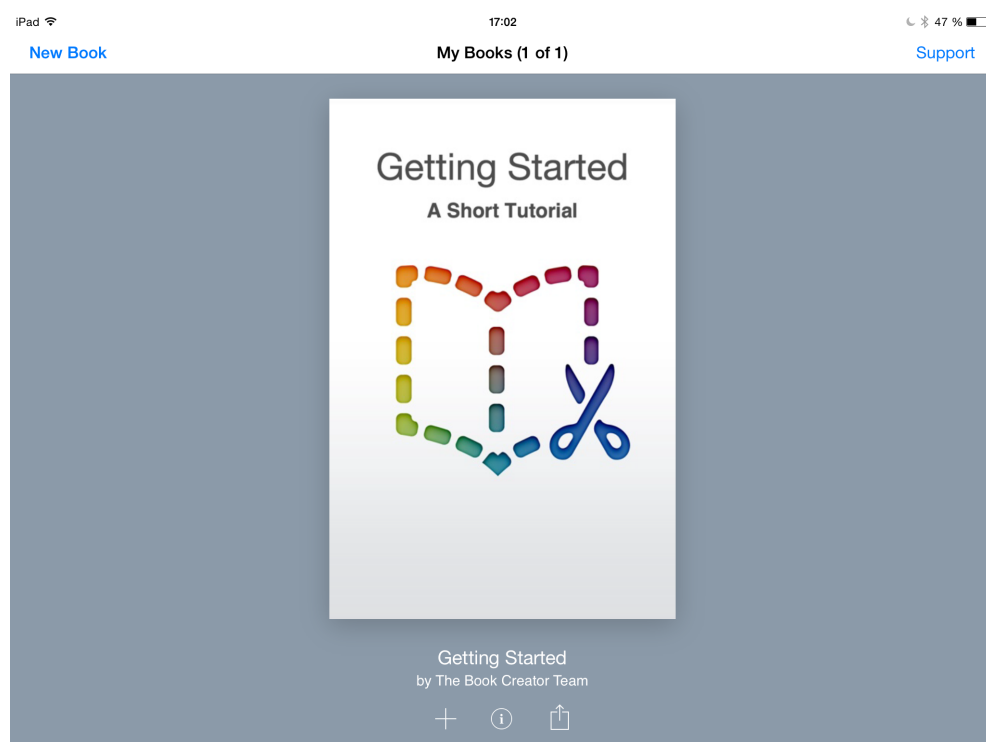 iPad
17:02
47 %
New Book
My Books (1 of 1)
Support
Getting Started
A Short Tutorial
Getting Started
by The Book Creator Team